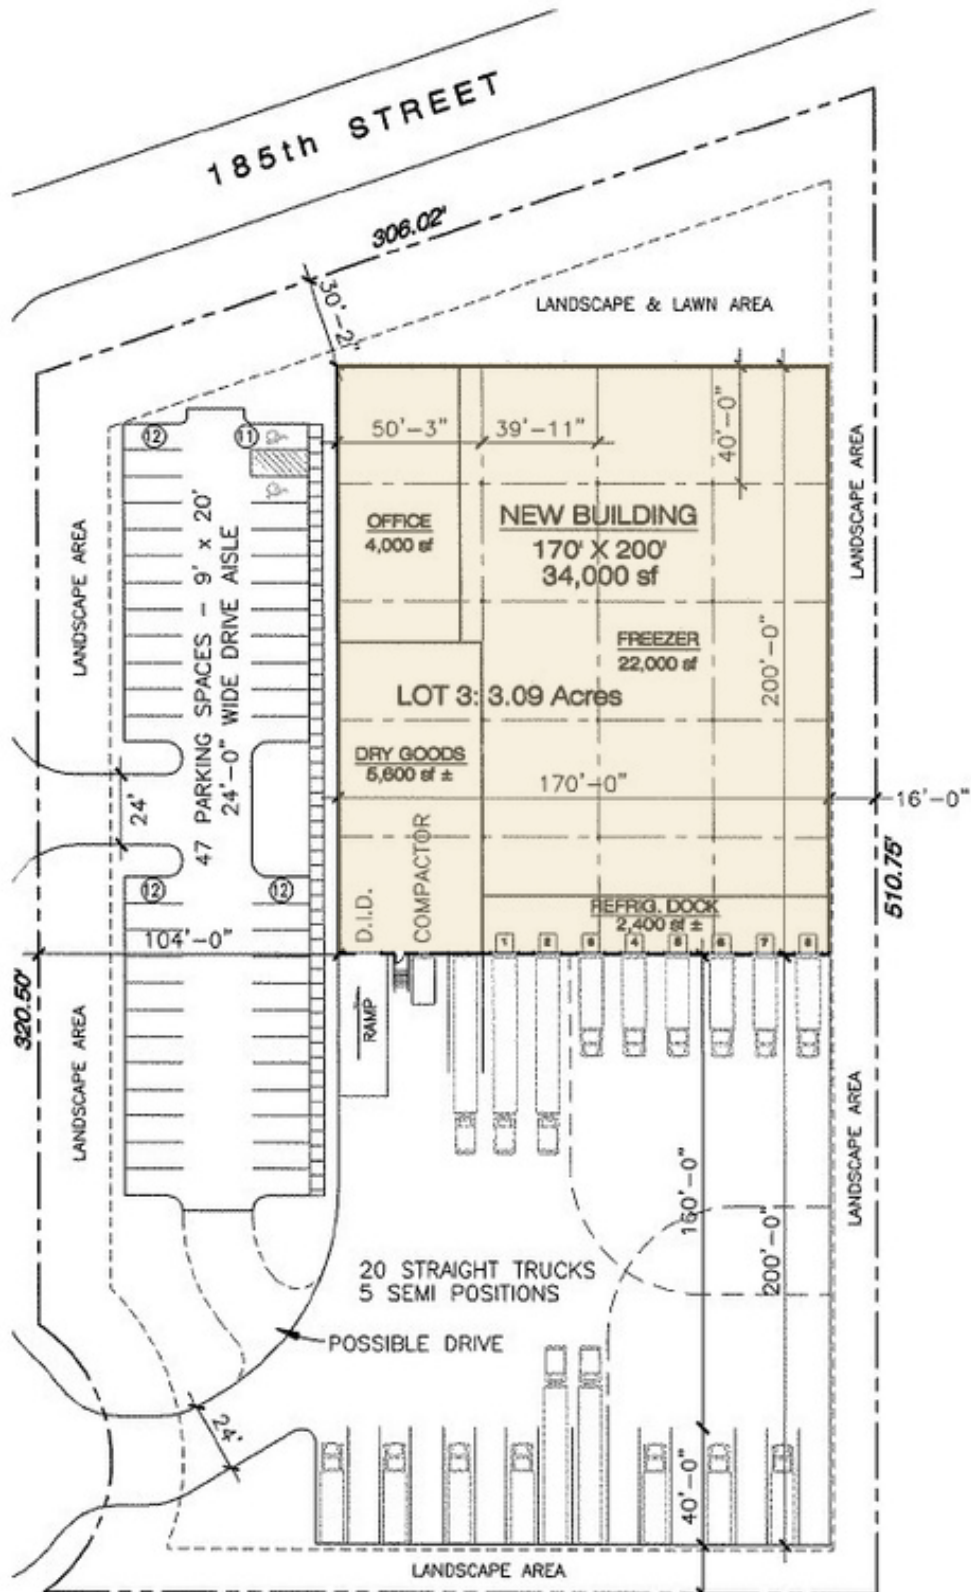 185th STREET
306.02'
30'-2"
LANDSCAPE & LAWN AREA
12
11
50'-3"
39'-11"
40'-0"
OFFICE
4,000 sf
NEW BUILDING
170' X 200'
34,000 sf
LANDSCAPE AREA
LANDSCAPE AREA
47 PARKING SPACES - 9' x 20'
24'-0" WIDE DRIVE AISLE
FREEZER
22,000 sf
200'-0"
LOT 3: 3.09 Acres
DRY GOODS
5,600 sf ±
170'-0"
16'-0"
24'
510.75'
12
12
D.I.D.
COMPACTOR
REFRIG. DOCK
2,400 sf ±
1
2
3
4
5
6
7
8
104'-0"
320.50'
RAMP
LANDSCAPE AREA
LANDSCAPE AREA
160'-0"
200'-0"
20 STRAIGHT TRUCKS
5 SEMI POSITIONS
POSSIBLE DRIVE
24'
40'-0"
LANDSCAPE AREA